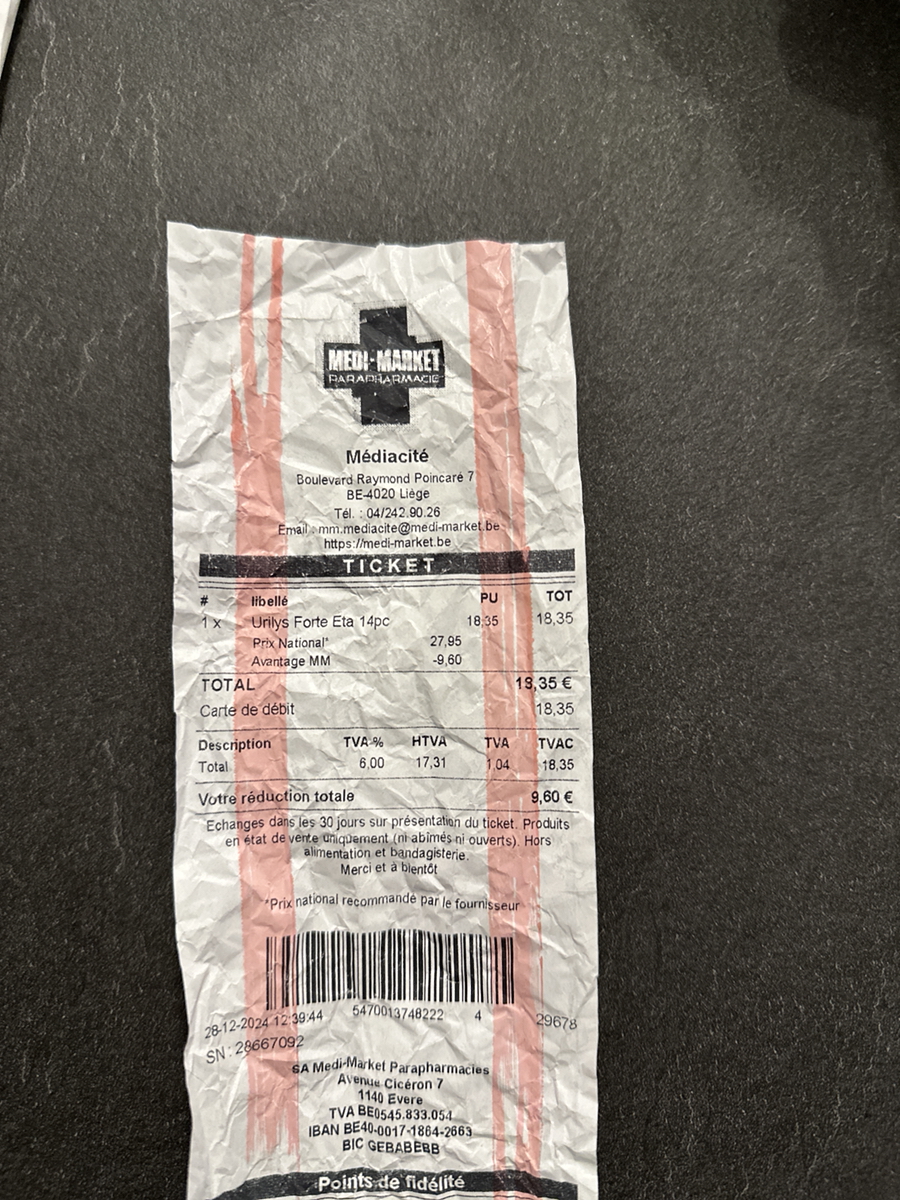 MEDI-MARKET
PARAPHARMACIE
Médiacité
Boulevard Raymond Poincaré 7
BE-4020 Liège
Tél. : 04/242.90.26
Email : mm.mediacite@medi-market.be
https://medi-market.be
TICKET
# libellé PU TOT
1 x Urilys Forte Eta 14pc 18,35 18,35
Prix National* 27,95
Avantage MM -9,60
TOTAL 18,35 €
Carte de débit 18,35
Description TVA % HTVA TVA TVAC
Total 6,00 17,31 1,04 18,35
Votre réduction totale 9,60 €
Echanges dans les 30 jours sur présentation du ticket. Produits
en état de vente uniquement (ni abîmés ni ouverts). Hors
alimentation et bandagisterie.
Merci et à bientôt
*Prix national recommandé par le fournisseur
28-12-2024 12:39:44 5470013748222 4 29678
SN: 28667092
SA Medi-Market Parapharmacies
Avenue Cicéron 7
1140 Evere
TVA BE0545.833.054
IBAN BE40-0017-1864-2663
BIC GEBABEBB
Points de fidélité